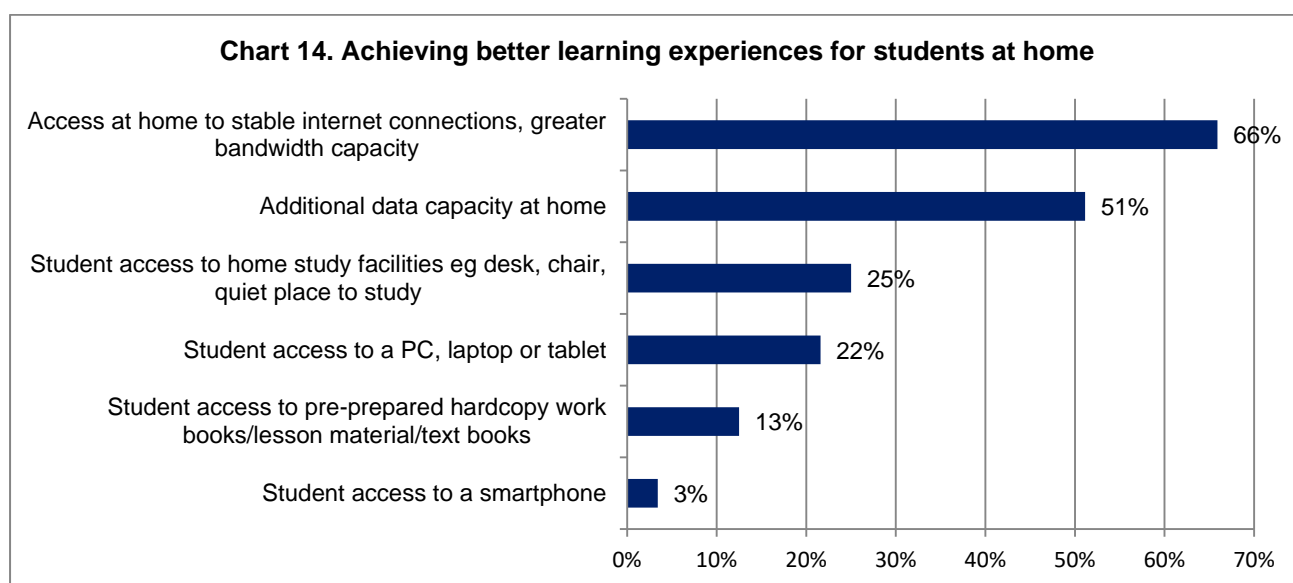 Chart 14. Achieving better learning experiences for students at home
Access at home to stable internet connections, greater
bandwidth capacity
66%
Additional data capacity at home
51%
Student access to home study facilities eg desk, chair,
quiet place to study
25%
Student access to a PC, laptop or tablet
22%
Student access to pre-prepared hardcopy work
books/lesson material/text books
13%
Student access to a smartphone
3%
0% 10% 20% 30% 40% 50% 60% 70%